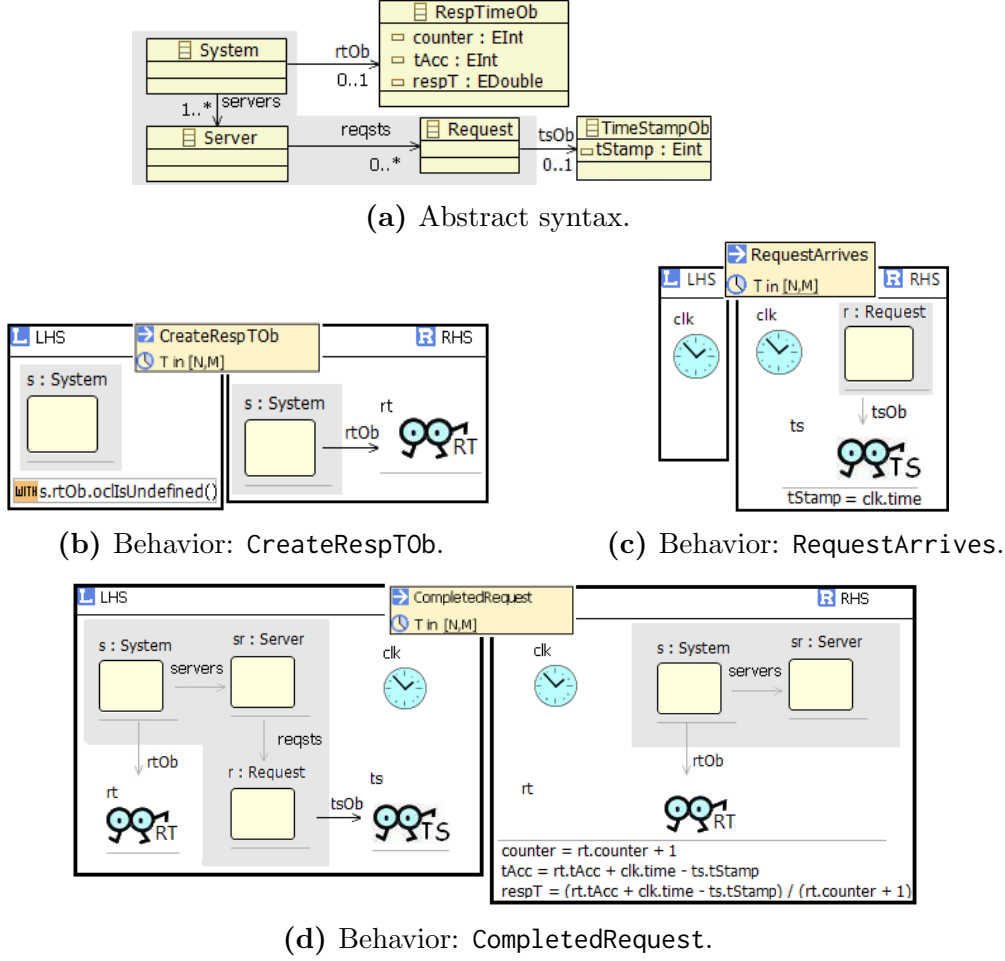 RespTimeOb
System
counter : EInt
rtOb
tAcc : EInt
0..1
respT : EDouble
1..*
servers
Server
reqsts
Request
tsOb
TimeStampOb
tStamp : Eint
0..*
0..1
(a) Abstract syntax.
L LHS
CreateRespTOb
R RHS
T in [N,M]
s : System
s : System
rt
rtOb
RT
WITH s.rtOb.oclIsUndefined()
(b) Behavior: CreateRespTOb.
L LHS
RequestArrives
R RHS
T in [N,M]
clk
clk
r : Request
tsOb
ts
TS
tStamp = clk.time
(c) Behavior: RequestArrives.
L LHS
CompletedRequest
R RHS
T in [N,M]
s : System
sr : Server
servers
clk
reqsts
rtOb
rt
r : Request
ts
tsOb
RT
TS
clk
s : System
sr : Server
servers
rtOb
rt
RT
counter = rt.counter + 1
tAcc = rt.tAcc + clk.time - ts.tStamp
respT = (rt.tAcc + clk.time - ts.tStamp) / (rt.counter + 1)
(d) Behavior: CompletedRequest.